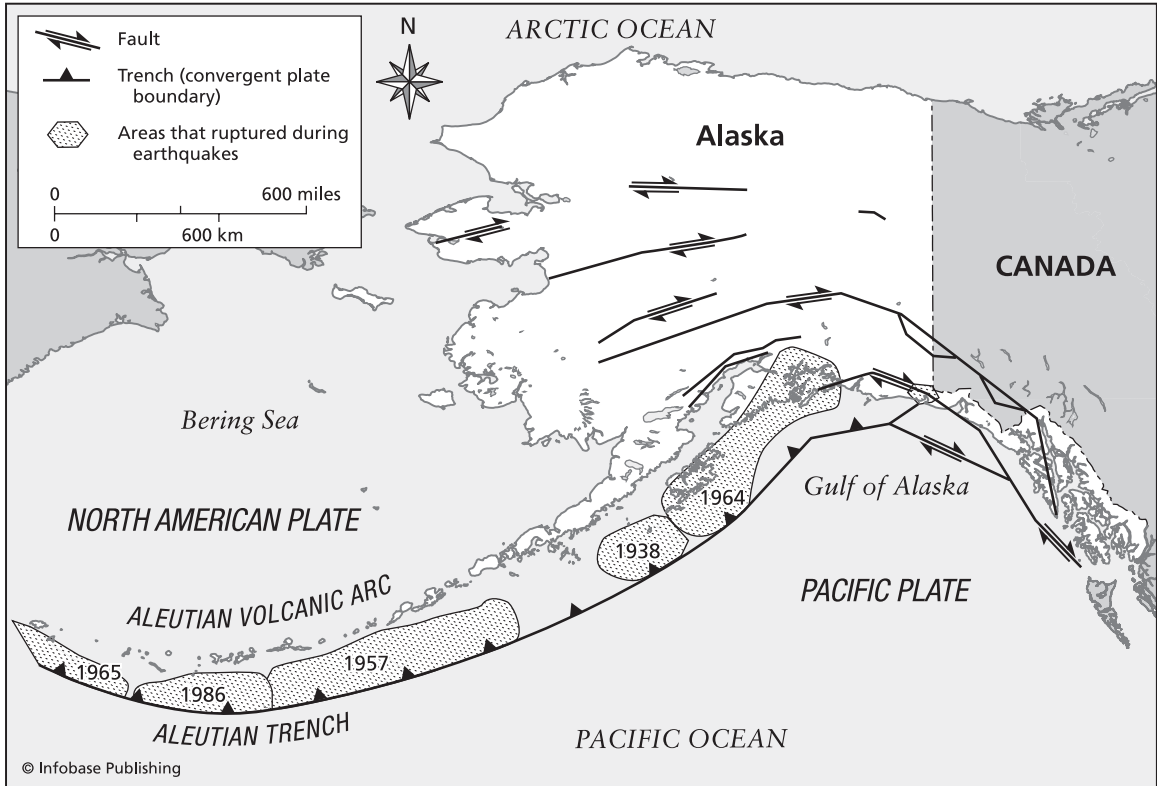 Fault
Trench (convergent plate
boundary)
Areas that ruptured during
earthquakes
0 600 miles
0 600 km
N
ARCTIC OCEAN
Alaska
CANADA
Bering Sea
NORTH AMERICAN PLATE
Gulf of Alaska
1964
1938
PACIFIC PLATE
ALEUTIAN VOLCANIC ARC
1957
1965
1986
ALEUTIAN TRENCH
PACIFIC OCEAN
© Infobase Publishing